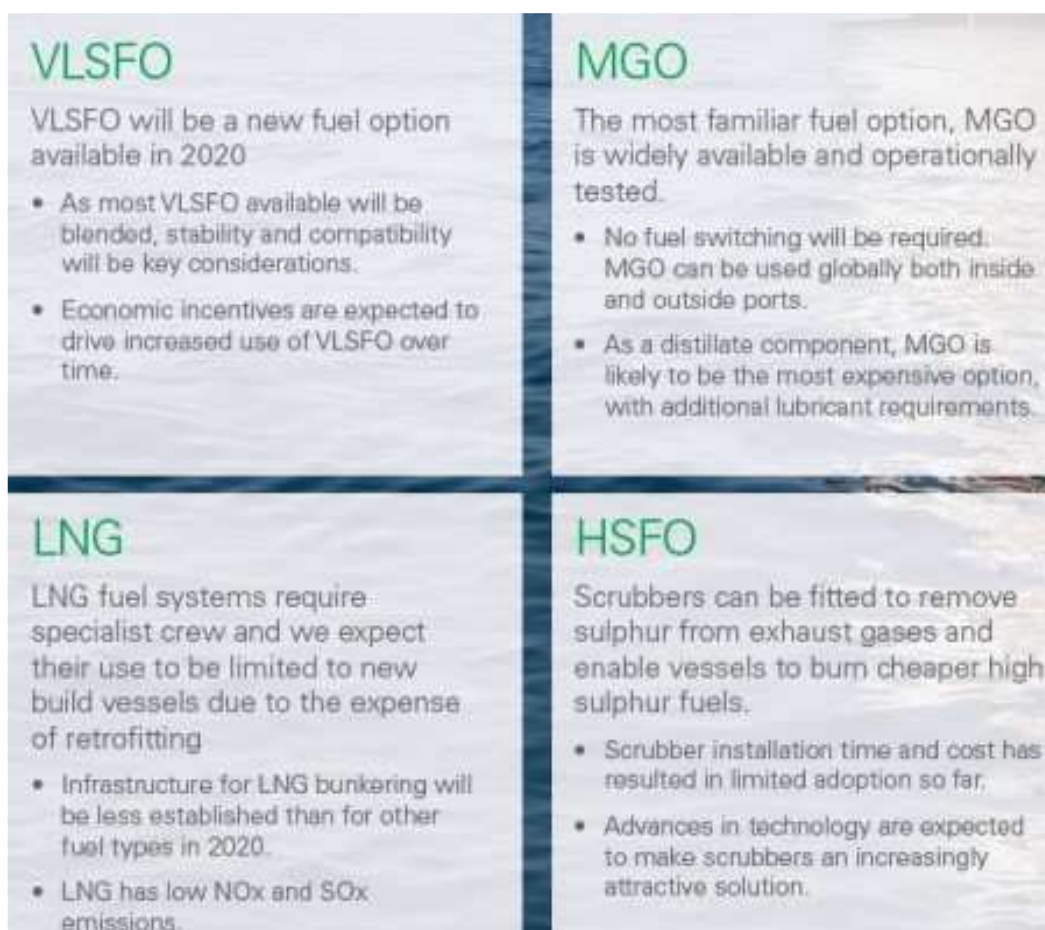 VLSFO
VLSFO will be a new fuel option
available in 2020
• As most VLSFO available will be
blended, stability and compatibility
will be key considerations.
• Economic incentives are expected to
drive increased use of VLSFO over
time.
MGO
The most familiar fuel option, MGO
is widely available and operationally
tested.
• No fuel switching will be required.
MGO can be used globally both inside
and outside ports.
• As a distillate component, MGO is
likely to be the most expensive option,
with additional lubricant requirements.
LNG
LNG fuel systems require
specialist crew and we expect
their use to be limited to new
build vessels due to the expense
of retrofitting
• Infrastructure for LNG bunkering will
be less established than for other
fuel types in 2020.
• LNG has low NOx and SOx
emissions.
HSFO
Scrubbers can be fitted to remove
sulphur from exhaust gases and
enable vessels to burn cheaper high
sulphur fuels.
• Scrubber installation time and cost has
resulted in limited adoption so far.
• Advances in technology are expected
to make scrubbers an increasingly
attractive solution.